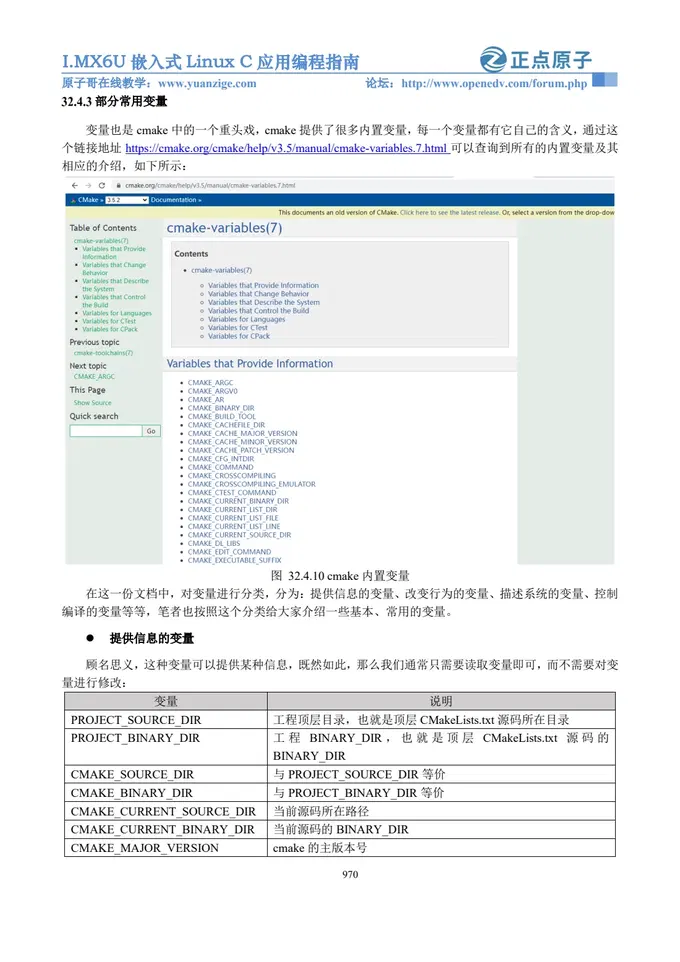 I.MX6U 嵌入式 Linux C 应用编程指南
正点原子
原子哥在线教学：www.yuanzige.com
论坛：http://www.openedv.com/forum.php
32.4.3 部分常用变量
变量也是 cmake 中的一个重头戏，cmake 提供了很多内置变量，每一个变量都有它自己的含义，通过这
个链接地址 https://cmake.org/cmake/help/v3.5/manual/cmake-variables.7.html 可以查询到所有的内置变量及其
相应的介绍，如下所示：
cmake.org/cmake/help/v3.5/manual/cmake-variables.7.html
CMake » 3.6.2 Documentation »
This documents an old version of CMake. Click here to see the latest release. Or, select a version from the drop-dow
Table of Contents
cmake-variables(7)
Variables that Provide
Information
Variables that Change
Behavior
Variables that Describe
the System
Variables that Control
the Build
Variables for Languages
Variables for CTest
Variables for CPack
Previous topic
cmake-toolchains(7)
Next topic
CMAKE_ARGC
This Page
Show Source
Quick search
Go
cmake-variables(7)
Contents
cmake-variables(7)
Variables that Provide Information
Variables that Change Behavior
Variables that Describe the System
Variables that Control the Build
Variables for Languages
Variables for CTest
Variables for CPack
Variables that Provide Information
CMAKE_ARGC
CMAKE_ARGV0
CMAKE_AR
CMAKE_BINARY_DIR
CMAKE_BUILD_TOOL
CMAKE_CACHEFILE_DIR
CMAKE_CACHE_MAJOR_VERSION
CMAKE_CACHE_MINOR_VERSION
CMAKE_CACHE_PATCH_VERSION
CMAKE_CFG_INTDIR
CMAKE_COMMAND
CMAKE_CROSSCOMPILING
CMAKE_CROSSCOMPILING_EMULATOR
CMAKE_CTEST_COMMAND
CMAKE_CURRENT_BINARY_DIR
CMAKE_CURRENT_LIST_DIR
CMAKE_CURRENT_LIST_FILE
CMAKE_CURRENT_LIST_LINE
CMAKE_CURRENT_SOURCE_DIR
CMAKE_DL_LIBS
CMAKE_EDIT_COMMAND
CMAKE_EXECUTABLE_SUFFIX
图 32.4.10 cmake 内置变量
在这一份文档中，对变量进行分类，分为：提供信息的变量、改变行为的变量、描述系统的变量、控制
编译的变量等等，笔者也按照这个分类给大家介绍一些基本、常用的变量。
● 提供信息的变量
顾名思义，这种变量可以提供某种信息，既然如此，那么我们通常只需要读取变量即可，而不需要对变
量进行修改：
变量 说明
PROJECT_SOURCE_DIR 工程顶层目录，也就是顶层 CMakeLists.txt 源码所在目录
PROJECT_BINARY_DIR 工程 BINARY_DIR，也就是顶层 CMakeLists.txt 源码的
BINARY_DIR
CMAKE_SOURCE_DIR 与 PROJECT_SOURCE_DIR 等价
CMAKE_BINARY_DIR 与 PROJECT_BINARY_DIR 等价
CMAKE_CURRENT_SOURCE_DIR 当前源码所在路径
CMAKE_CURRENT_BINARY_DIR 当前源码的 BINARY_DIR
CMAKE_MAJOR_VERSION cmake 的主版本号
970